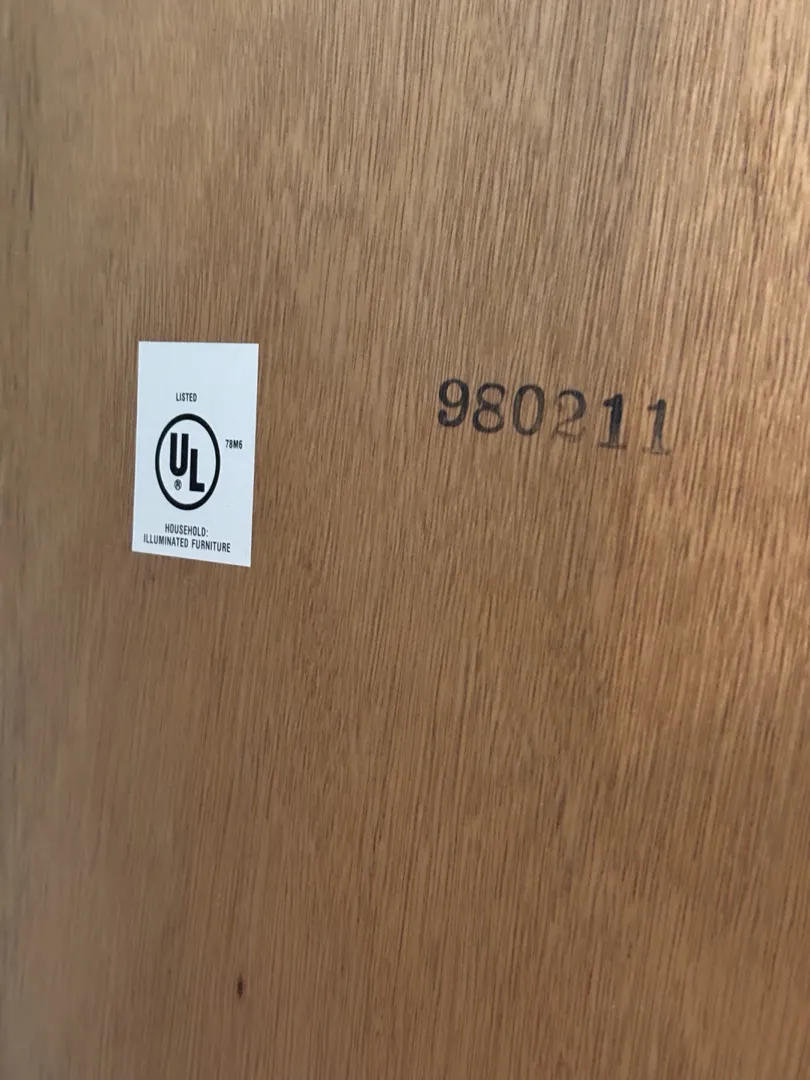 LISTED
UL
®
78M6
HOUSEHOLD:
ILLUMINATED FURNITURE
980211